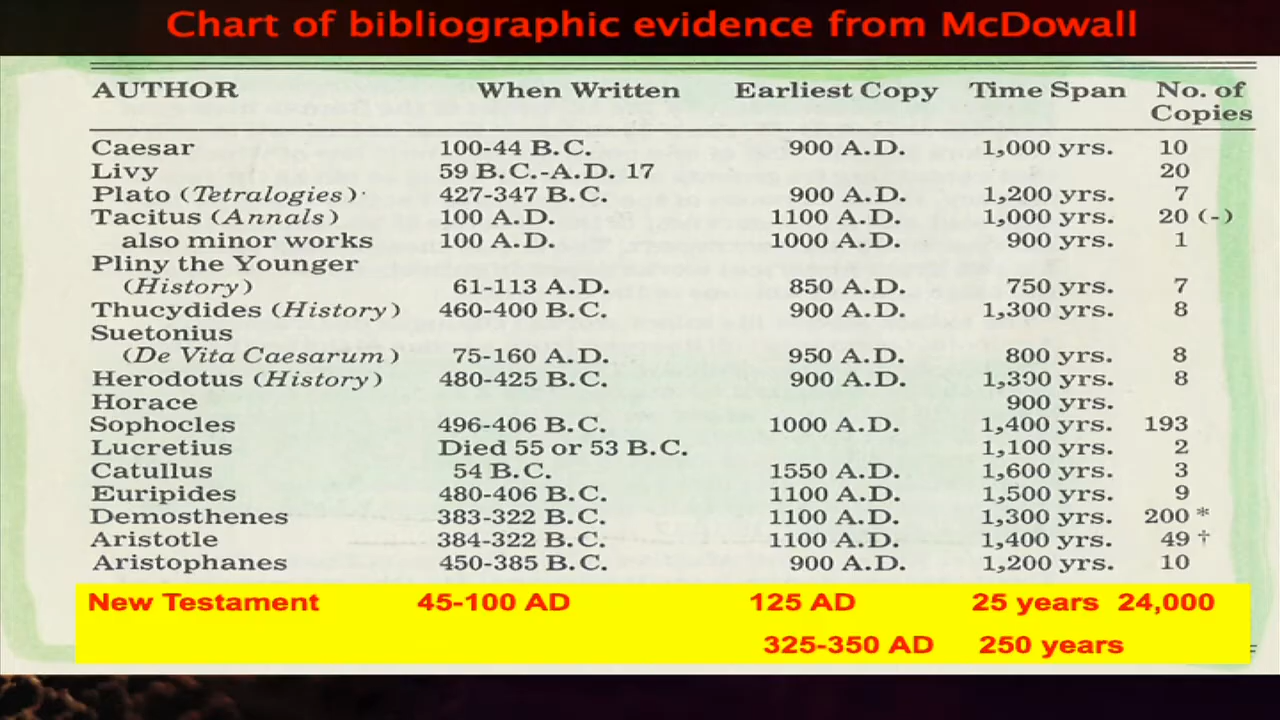 Chart of bibliographic evidence from McDowall
AUTHOR When Written Earliest Copy Time Span No. of
Copies
Caesar 100-44 B.C. 900 A.D. 1,000 yrs. 10
Livy 59 B.C.-A.D. 17 20
Plato (Tetralogies) 427-347 B.C. 900 A.D. 1,200 yrs. 7
Tacitus (Annals) 100 A.D. 1100 A.D. 1,000 yrs. 20 (-)
also minor works 100 A.D. 1000 A.D. 900 yrs. 1
Pliny the Younger
(History) 61-113 A.D. 850 A.D. 750 yrs. 7
Thucydides (History) 460-400 B.C. 900 A.D. 1,300 yrs. 8
Suetonius
(De Vita Caesarum) 75-160 A.D. 950 A.D. 800 yrs. 8
Herodotus (History) 480-425 B.C. 900 A.D. 1,300 yrs. 8
Horace 900 yrs.
Sophocles 496-406 B.C. 1000 A.D. 1,400 yrs. 193
Lucretius Died 55 or 53 B.C. 1,100 yrs. 2
Catullus 54 B.C. 1550 A.D. 1,600 yrs. 3
Euripides 480-406 B.C. 1100 A.D. 1,500 yrs. 9
Demosthenes 383-322 B.C. 1100 A.D. 1,300 yrs. 200 *
Aristotle 384-322 B.C. 1100 A.D. 1,400 yrs. 49 †
Aristophanes 450-385 B.C. 900 A.D. 1,200 yrs. 10
New Testament 45-100 AD 125 AD 25 years 24,000
325-350 AD 250 years